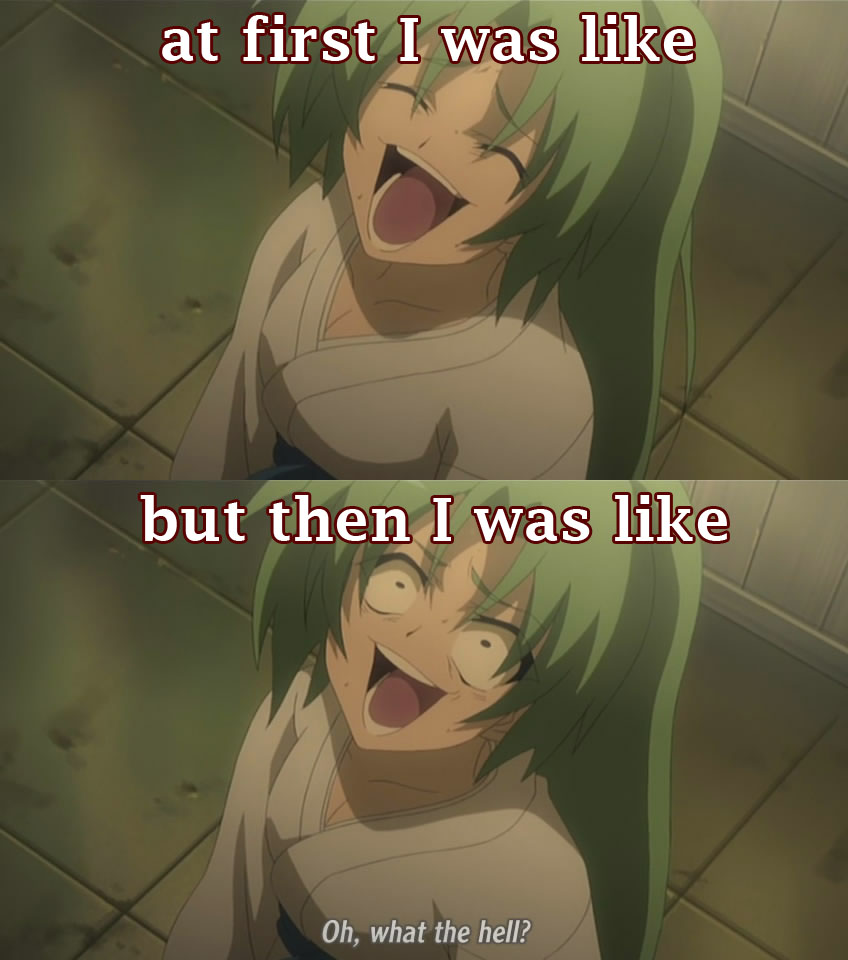 at first I was like
but then I was like
Oh, what the hell?